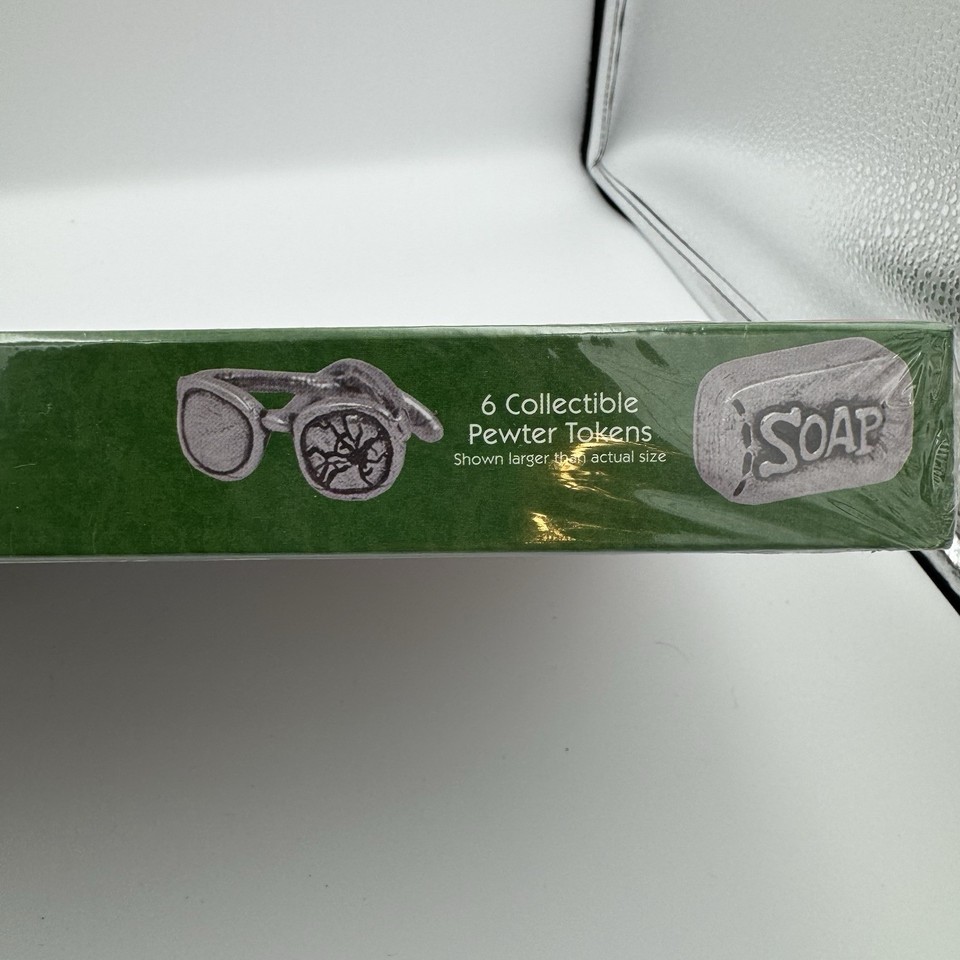 6 Collectible
Pewter Tokens
Shown larger than actual size
SOAP